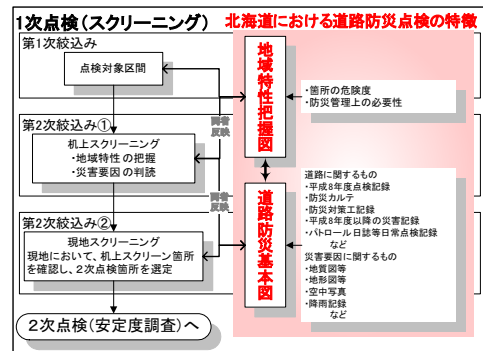 1次点検(スクリーニング)
北海道における道路防災点検の特徴
第1次絞込み
点検対象区間
地域特性把握図
・箇所の危険度
・防災管理上の必要性
両者
反映
第2次絞込み①
机上スクリーニング
・地域特性の把握
・災害要因の判読
両者
反映
第2次絞込み②
現地スクリーニング
現地において、机上スクリーン箇所
を確認し、2次点検箇所を選定
道路防災基本図
道路に関するもの
・平成8年度点検記録
・防災カルテ
・防災対策工記録
・平成8年度以降の災害記録
・パトロール日誌等日常点検記録
など
災害要因に関するもの
・地質図等
・地形図等
・空中写真
・降雨記録
など
2次点検(安定度調査)へ